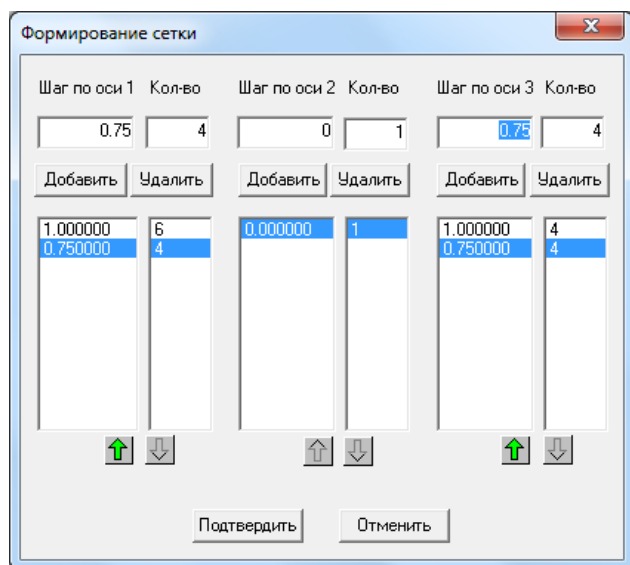 Формирование сетки
Шаг по оси 1 Кол-во Шаг по оси 2 Кол-во Шаг по оси 3 Кол-во
0.75 4 0 1 0.75 4
Добавить Удалить Добавить Удалить Добавить Удалить
1.000000 6 0.000000 1 1.000000 4
0.750000 4 0.750000 4
Подтвердить Отменить